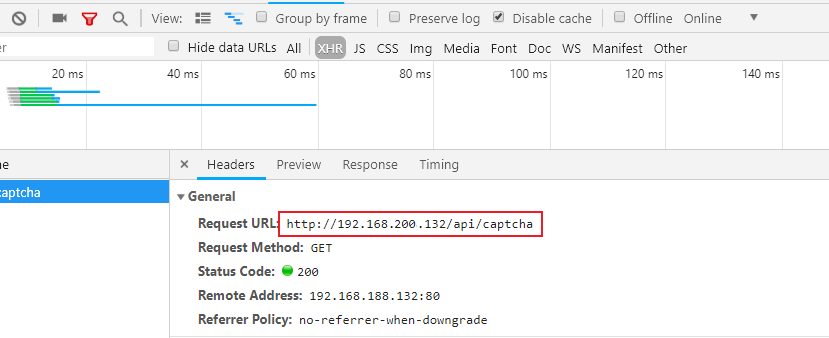 View: Group by frame Preserve log Disable cache Offline Online
Hide data URLs All XHR JS CSS Img Media Font Doc WS Manifest Other
20 ms 40 ms 60 ms 80 ms 100 ms 120 ms 140 ms
× Headers Preview Response Timing
captcha
General
Request URL: http://192.168.200.132/api/captcha
Request Method: GET
Status Code: 200
Remote Address: 192.168.188.132:80
Referrer Policy: no-referrer-when-downgrade